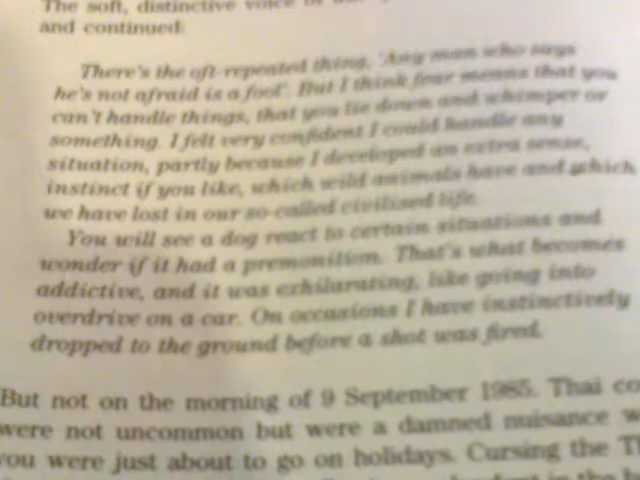 The soft, distinctive voice of
and continued:
There's the oft-repeated thing, 'Any man who says
he's not afraid is a fool'. But I think fear means that you
can't handle things, that you lie down and whimper or
something. I felt very confident I could handle any
situation, partly because I developed an extra sense,
instinct if you like, which wild animals have and which
we have lost in our so-called civilised life.
You will see a dog react to certain situations and
wonder if it had a premonition. That's what becomes
addictive, and it was exhilarating, like going into
overdrive on a car. On occasions I have instinctively
dropped to the ground before a shot was fired.
But not on the morning of 9 September 1985. Thai co
were not uncommon but were a damned nuisance w
you were just about to go on holidays. Cursing the T